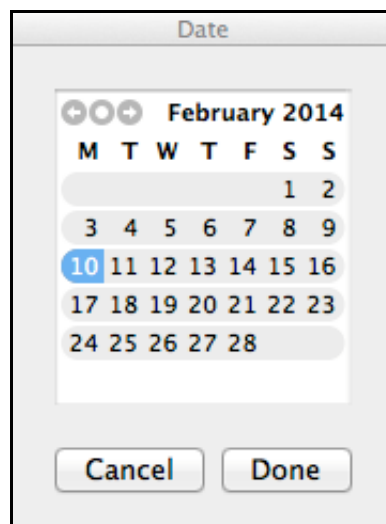 Date
February 2014
M T W T F S S
1 2
3 4 5 6 7 8 9
10 11 12 13 14 15 16
17 18 19 20 21 22 23
24 25 26 27 28
Cancel Done